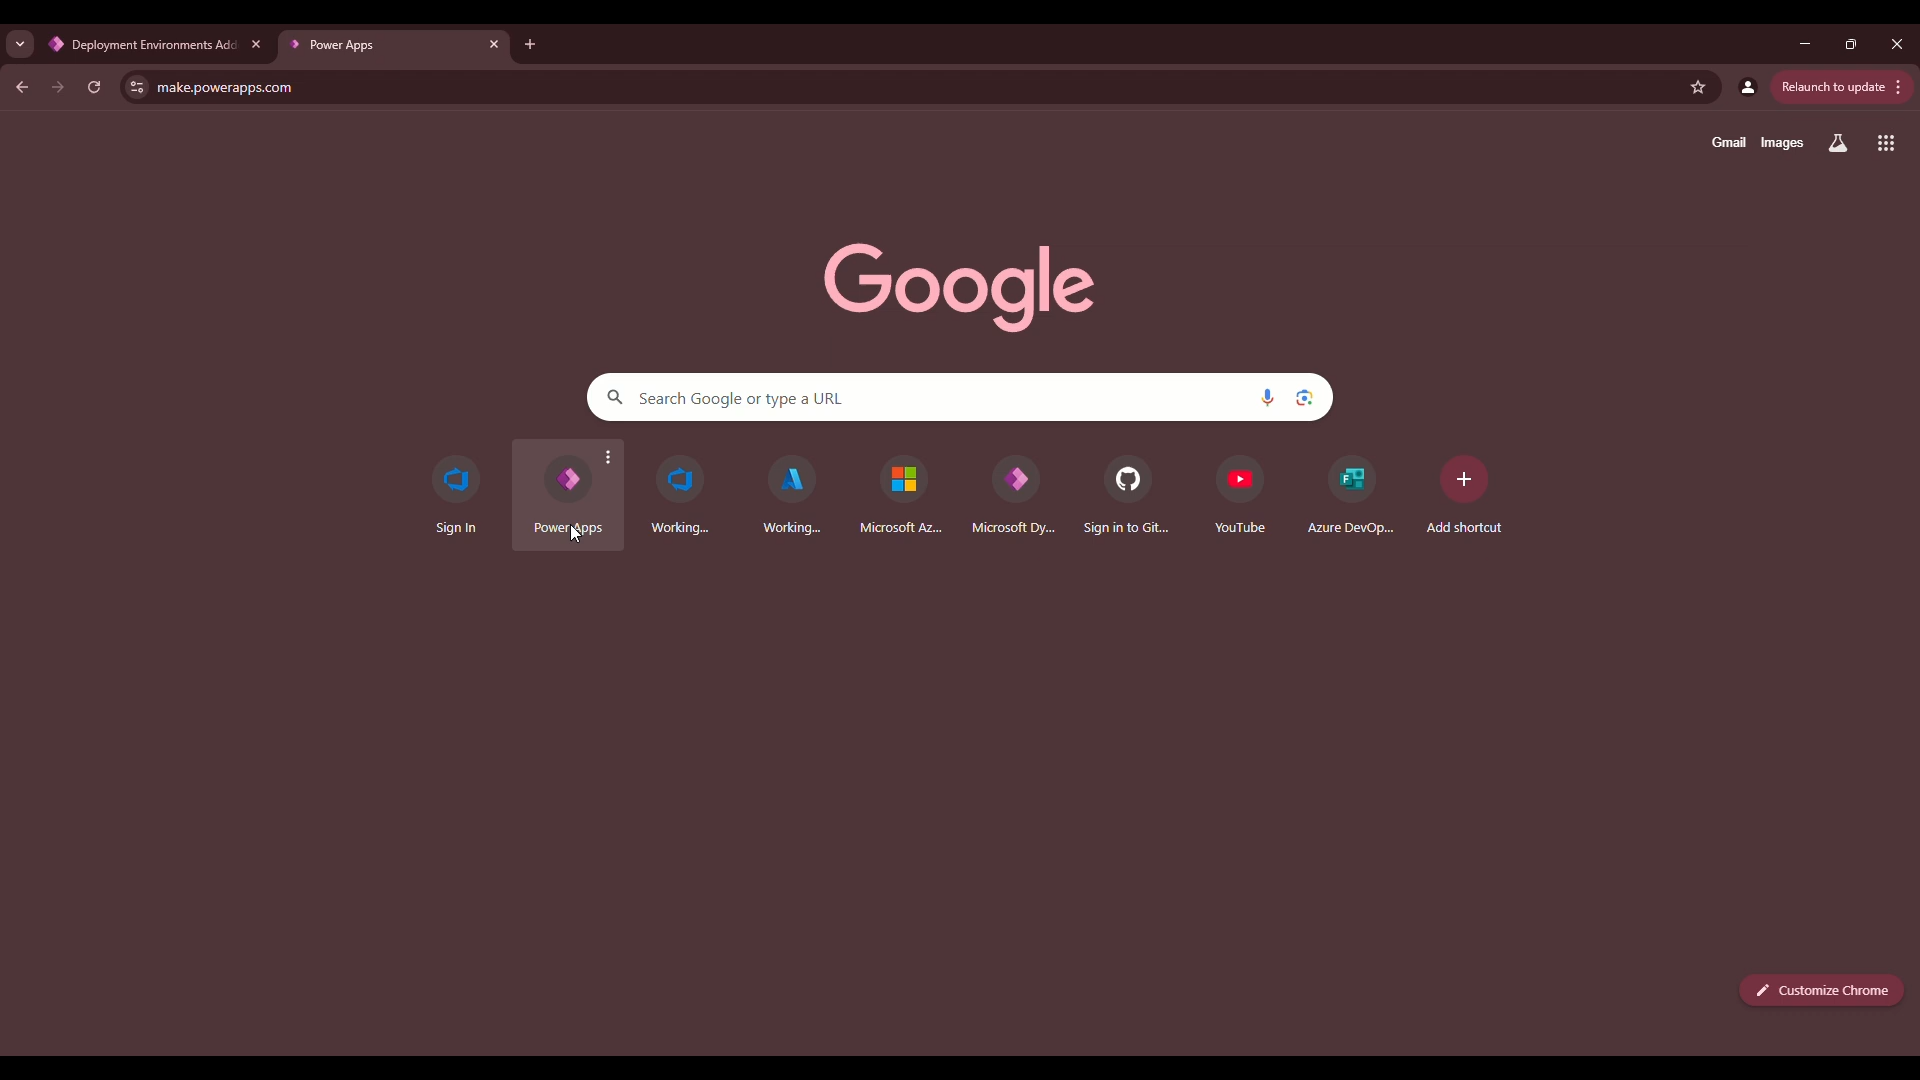 Deployment Environments Add
Power Apps
make.powerapps.com
Relaunch to update
Gmail Images
Google
Search Google or type a URL
F
Sign In
Power Apps
Working...
Working...
Microsoft Az...
Microsoft Dy...
Sign in to Git...
YouTube
Azure DevOp...
Add shortcut
Customize Chrome